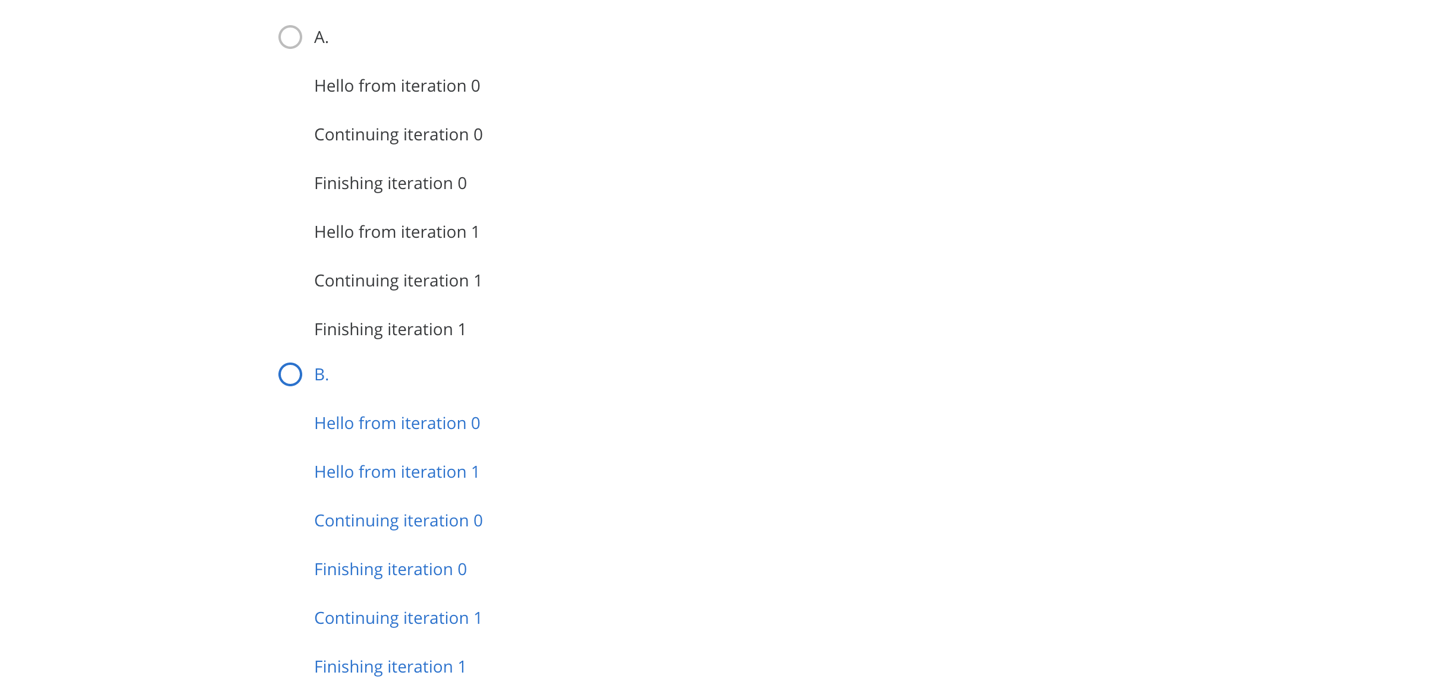 A.
Hello from iteration 0
Continuing iteration 0
Finishing iteration 0
Hello from iteration 1
Continuing iteration 1
Finishing iteration 1
B.
Hello from iteration 0
Hello from iteration 1
Continuing iteration 0
Finishing iteration 0
Continuing iteration 1
Finishing iteration 1